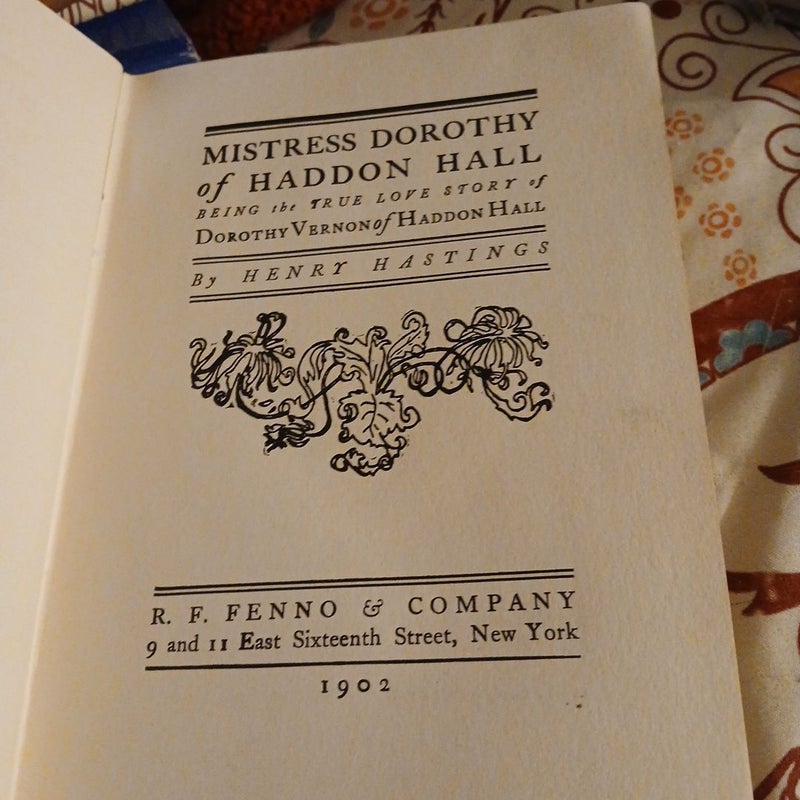 MISTRESS DOROTHY
of HADDON HALL
BEING the TRUE LOVE STORY of
DOROTHY VERNON of HADDON HALL
By HENRY HASTINGS
R. F. FENNO & COMPANY
9 and 11 East Sixteenth Street, New York
1902